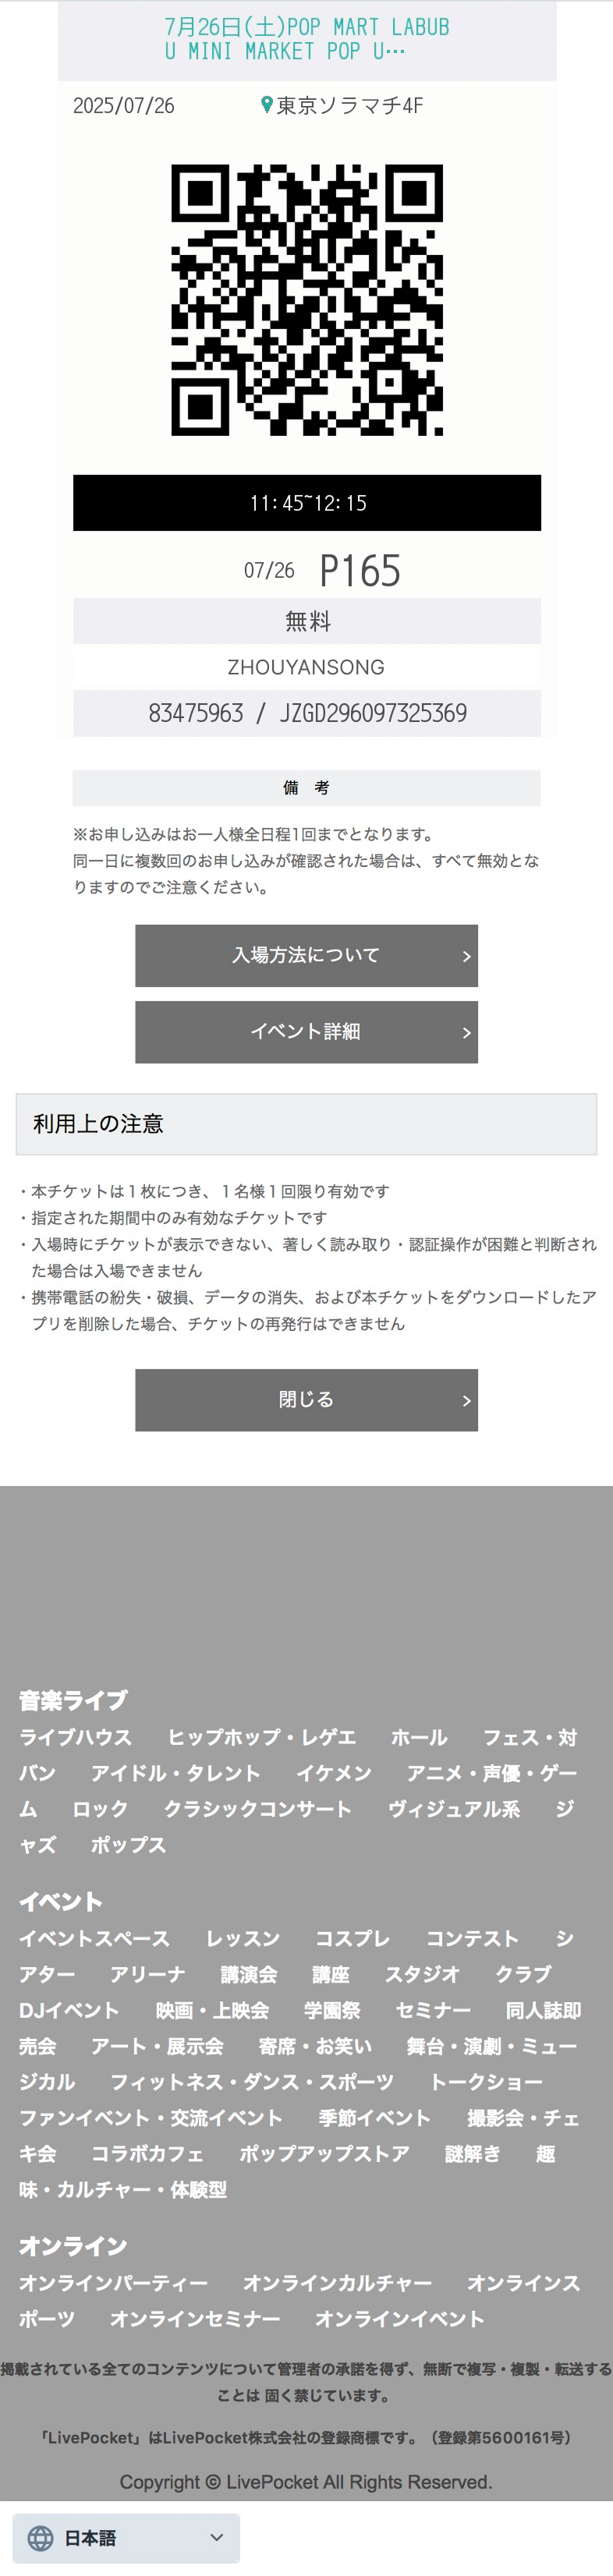 7月26日(土)POP MART LABUB
U MINI MARKET POP U…
2025/07/26 東京ソラマチ4F
11:45~12:15
07/26 P165
無料
ZHOUYANSONG
83475963 / JZGD296097325369
備 考
※お申し込みはお一人様全日程1回までとなります。
同一日に複数回のお申し込みが確認された場合は、すべて無効とな
りますのでご注意ください。
入場方法について
イベント詳細
利用上の注意
・本チケットは１枚につき、１名様１回限り有効です
・指定された期間中のみ有効なチケットです
・入場時にチケットが表示できない、著しく読み取り・認証操作が困難と判断され
た場合は入場できません
・携帯電話の紛失・破損、データの消失、および本チケットをダウンロードしたア
プリを削除した場合、チケットの再発行はできません
閉じる
音楽ライブ
ライブハウス ヒップホップ・レゲエ ホール フェス・対
バン アイドル・タレント イケメン アニメ・声優・ゲー
ム ロック クラシックコンサート ヴィジュアル系 ジ
ャズ ポップス
イベント
イベントスペース レッスン コスプレ コンテスト シ
アター アリーナ 講演会 講座 スタジオ クラブ
DJイベント 映画・上映会 学園祭 セミナー 同人誌即
売会 アート・展示会 寄席・お笑い 舞台・演劇・ミュー
ジカル フィットネス・ダンス・スポーツ トークショー
ファンイベント・交流イベント 季節イベント 撮影会・チェ
キ会 コラボカフェ ポップアップストア 謎解き 趣
味・カルチャー・体験型
オンライン
オンラインパーティー オンラインカルチャー オンラインス
ポーツ オンラインセミナー オンラインイベント
掲載されている全てのコンテンツについて管理者の承諾を得ず、無断で複写・複製・転送する
ことは 固く禁じています。
「LivePocket」はLivePocket株式会社の登録商標です。（登録第5600161号）
Copyright © LivePocket All Rights Reserved.
日本語